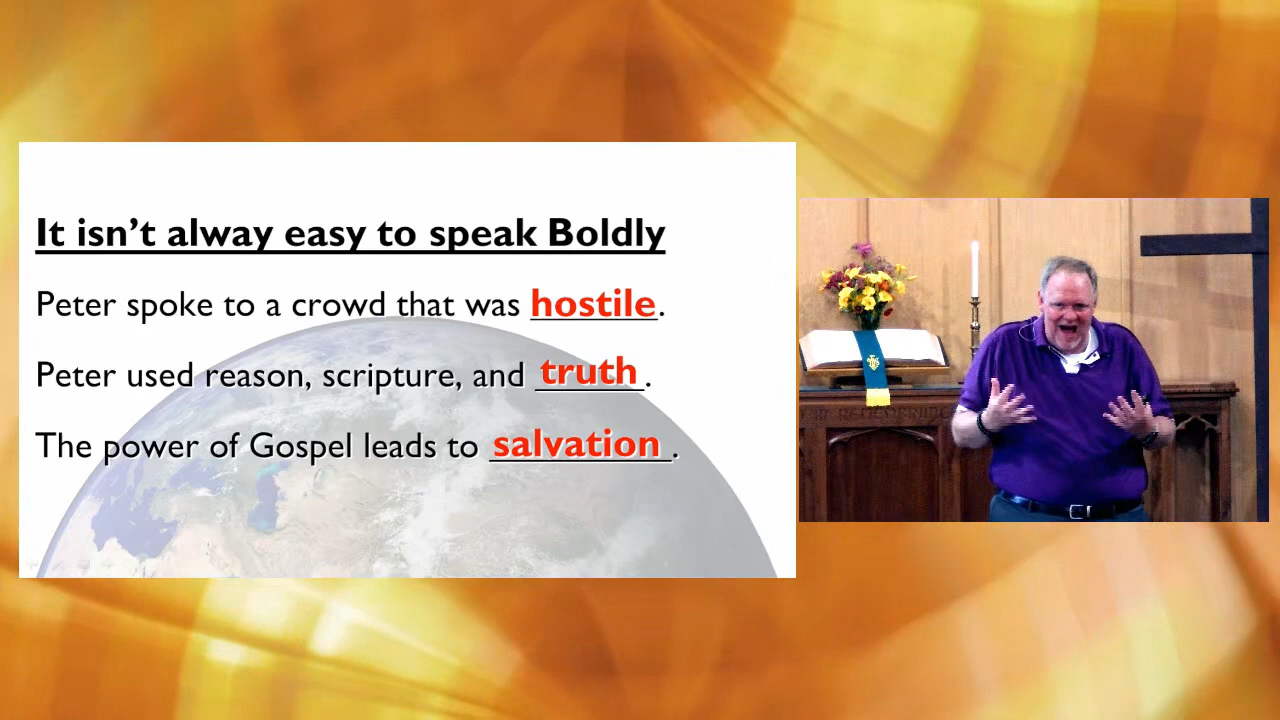 It isn’t alway easy to speak Boldly
Peter spoke to a crowd that was hostile.
Peter used reason, scripture, and truth.
The power of Gospel leads to salvation.